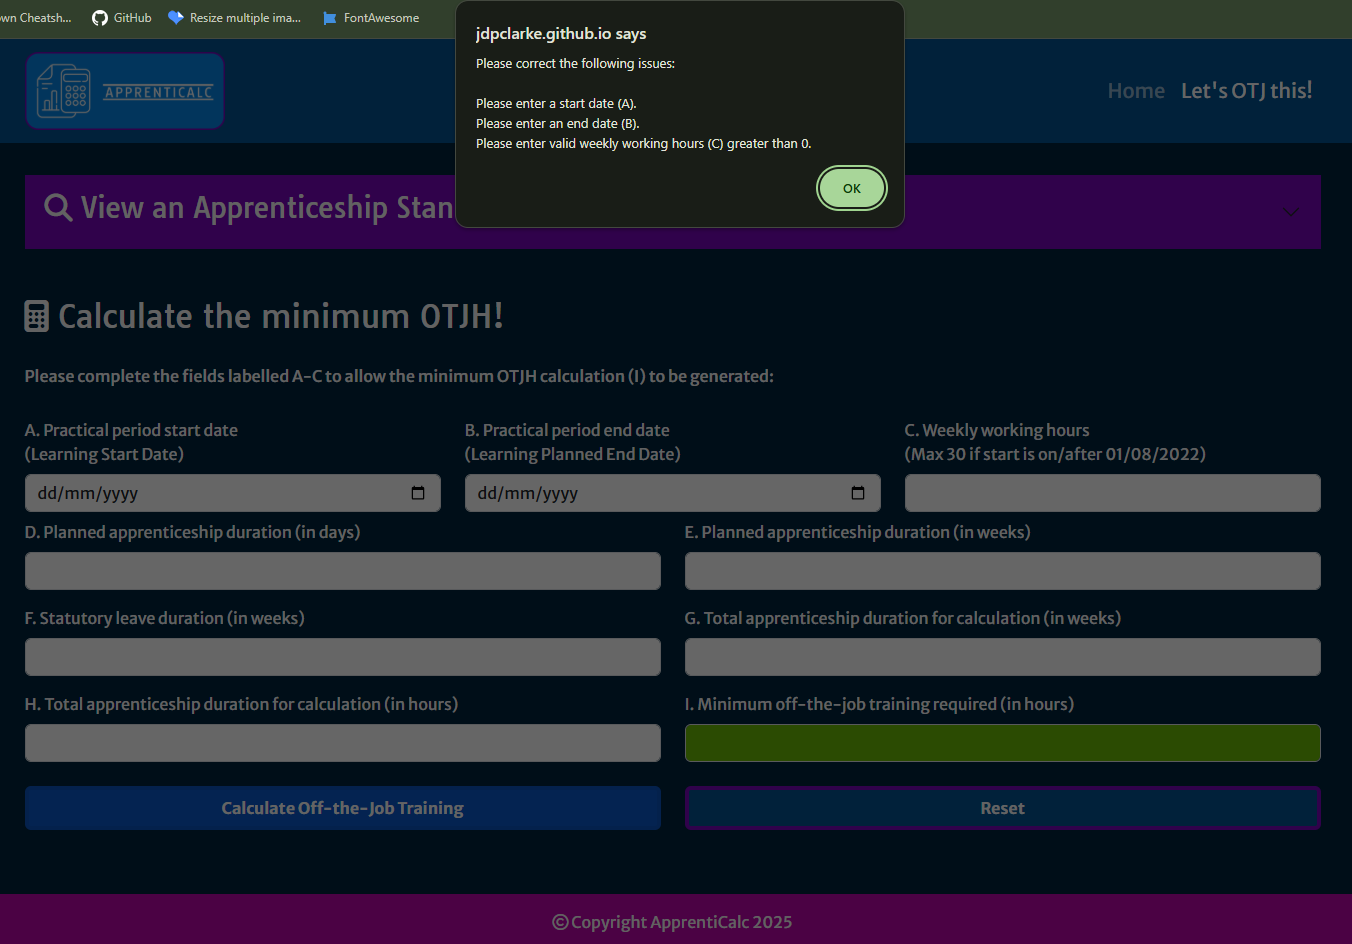 own Cheatsh...
GitHub
Resize multiple ima...
FontAwesome
jdpclarke.github.io says
Please correct the following issues:
Please enter a start date (A).
Please enter an end date (B).
Please enter valid weekly working hours (C) greater than 0.
OK
APPRENTICALC
Home
Let's OTJ this!
View an Apprenticeship Stan
Calculate the minimum OTJH!
Please complete the fields labelled A-C to allow the minimum OTJH calculation (I) to be generated:
A. Practical period start date
(Learning Start Date)
dd/mm/yyyy
B. Practical period end date
(Learning Planned End Date)
dd/mm/yyyy
C. Weekly working hours
(Max 30 if start is on/after 01/08/2022)
D. Planned apprenticeship duration (in days)
E. Planned apprenticeship duration (in weeks)
F. Statutory leave duration (in weeks)
G. Total apprenticeship duration for calculation (in weeks)
H. Total apprenticeship duration for calculation (in hours)
I. Minimum off-the-job training required (in hours)
Calculate Off-the-Job Training
Reset
© Copyright ApprentiCalc 2025